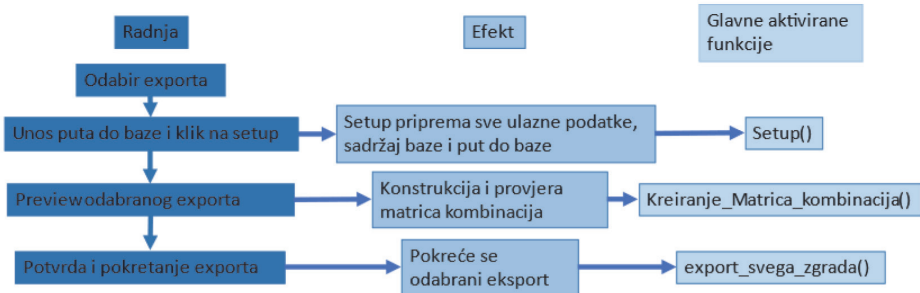 Radnja
Efekt
Glavne aktivirane
funkcije
Odabir exporta
Unos puta do baze i klik na setup
Setup priprema sve ulazne podatke,
sadržaj baze i put do baze
Setup()
Preview odabranog exporta
Konstrukcija i provjera
matrica kombinacija
Kreiranje_Matrica_kombinacija()
Potvrda i pokretanje exporta
Pokreće se
odabrani eksport
export_svega_zgrada()